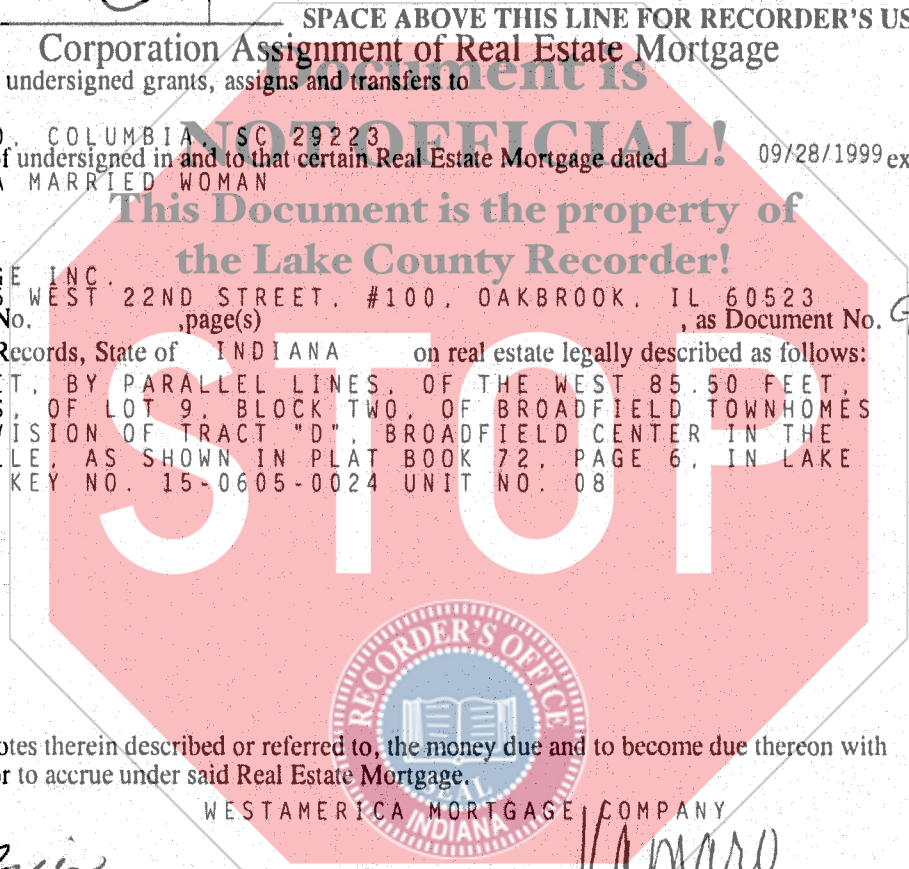 SPACE ABOVE THIS LINE FOR RECORDER'S US
Corporation Assignment of Real Estate Mortgage
undersigned grants, assigns and transfers to
Document is
COLUMBIA, SC 29223
NOT OFFICIAL!
f undersigned in and to that certain Real Estate Mortgage dated 09/28/1999 ex
A MARRIED WOMAN
This Document is the property of
the Lake County Recorder!
GE INC.
WEST 22ND STREET, #100, OAKBROOK, IL 60523
No. ,page(s) , as Document No.
Records, State of INDIANA on real estate legally described as follows:
ET, BY PARALLEL LINES, OF THE WEST 85.50 FEET,
S, OF LOT 9, BLOCK TWO, OF BROADFIELD TOWNHOMES
VISION OF TRACT "D", BROADFIELD CENTER IN THE
LLE, AS SHOWN IN PLAT BOOK 72, PAGE 6, IN LAKE
KEY NO. 15-0605-0024 UNIT NO. 08
STOP
RECORDER'S OFFICE
SEAL
INDIANA
otes therein described or referred to, the money due and to become due thereon with
or to accrue under said Real Estate Mortgage.
WESTAMERICA MORTGAGE COMPANY